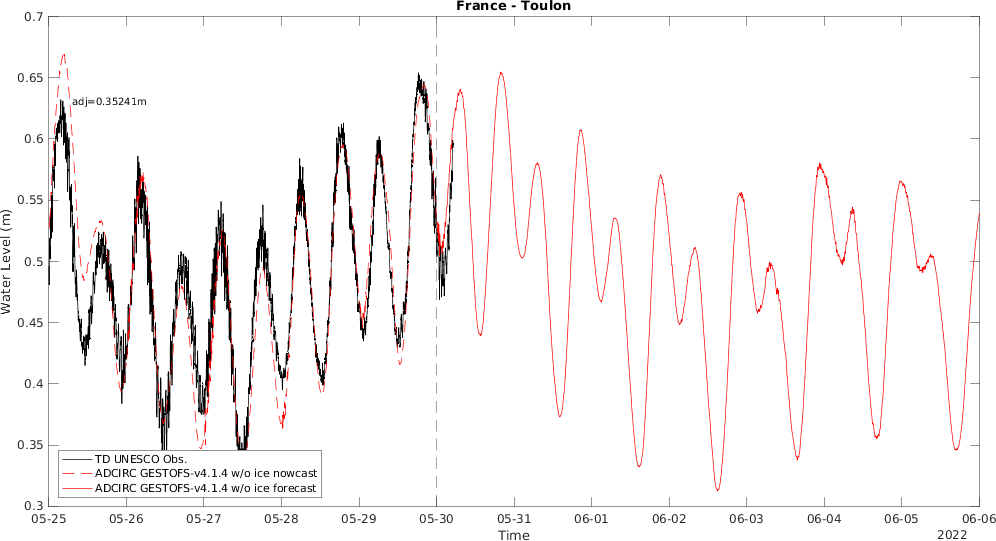 France - Toulon
0.7
0.65
adj=0.35241m
0.6
0.55
0.5
0.45
0.4
0.35
0.3
Water Level (m)
TD UNESCO Obs.
ADCIRC GESTOFS-v4.1.4 w/o ice nowcast
ADCIRC GESTOFS-v4.1.4 w/o ice forecast
05-25 05-26 05-27 05-28 05-29 05-30 05-31 06-01 06-02 06-03 06-04 06-05 06-06
Time
2022